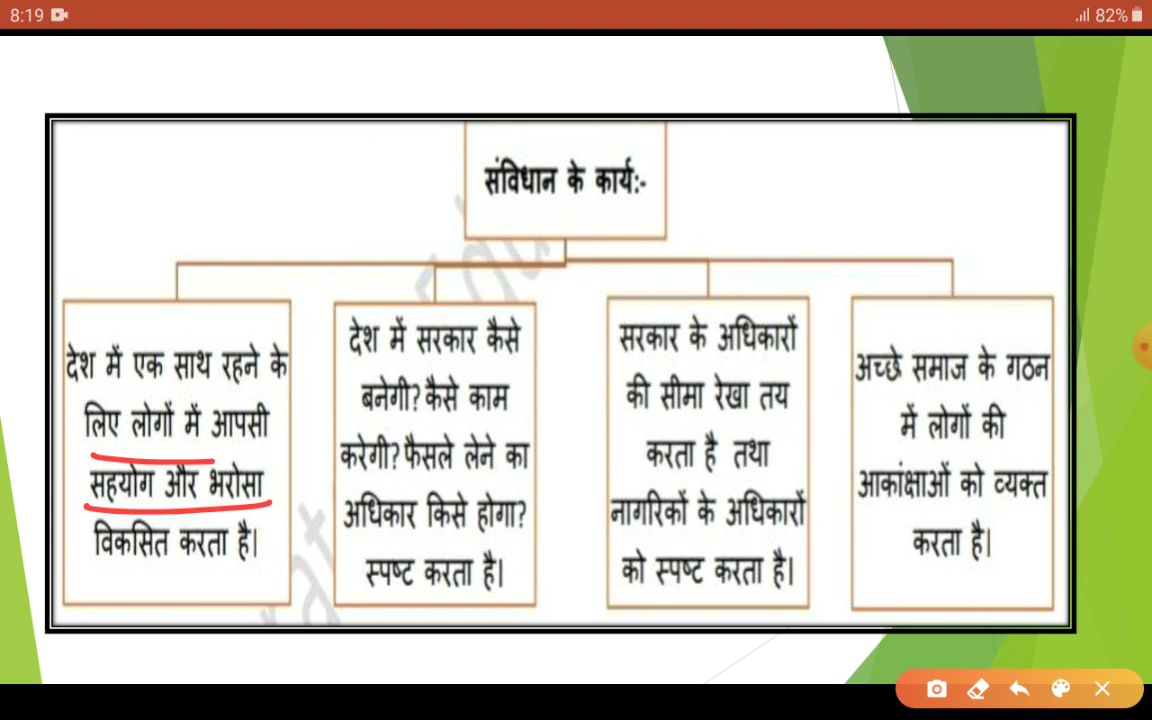 8:19
82%
संविधान के कार्य:-
देश में एक साथ रहने के
लिए लोगों में आपसी
सहयोग और भरोसा
विकसित करता है।
देश में सरकार कैसे
बनेगी? कैसे काम
करेगी? फैसले लेने का
अधिकार किसे होगा?
स्पष्ट करता है।
सरकार के अधिकारों
की सीमा रेखा तय
करता है तथा
नागरिकों के अधिकारों
को स्पष्ट करता है।
अच्छे समाज के गठन
में लोगों की
आकांक्षाओं को व्यक्त
करता है।